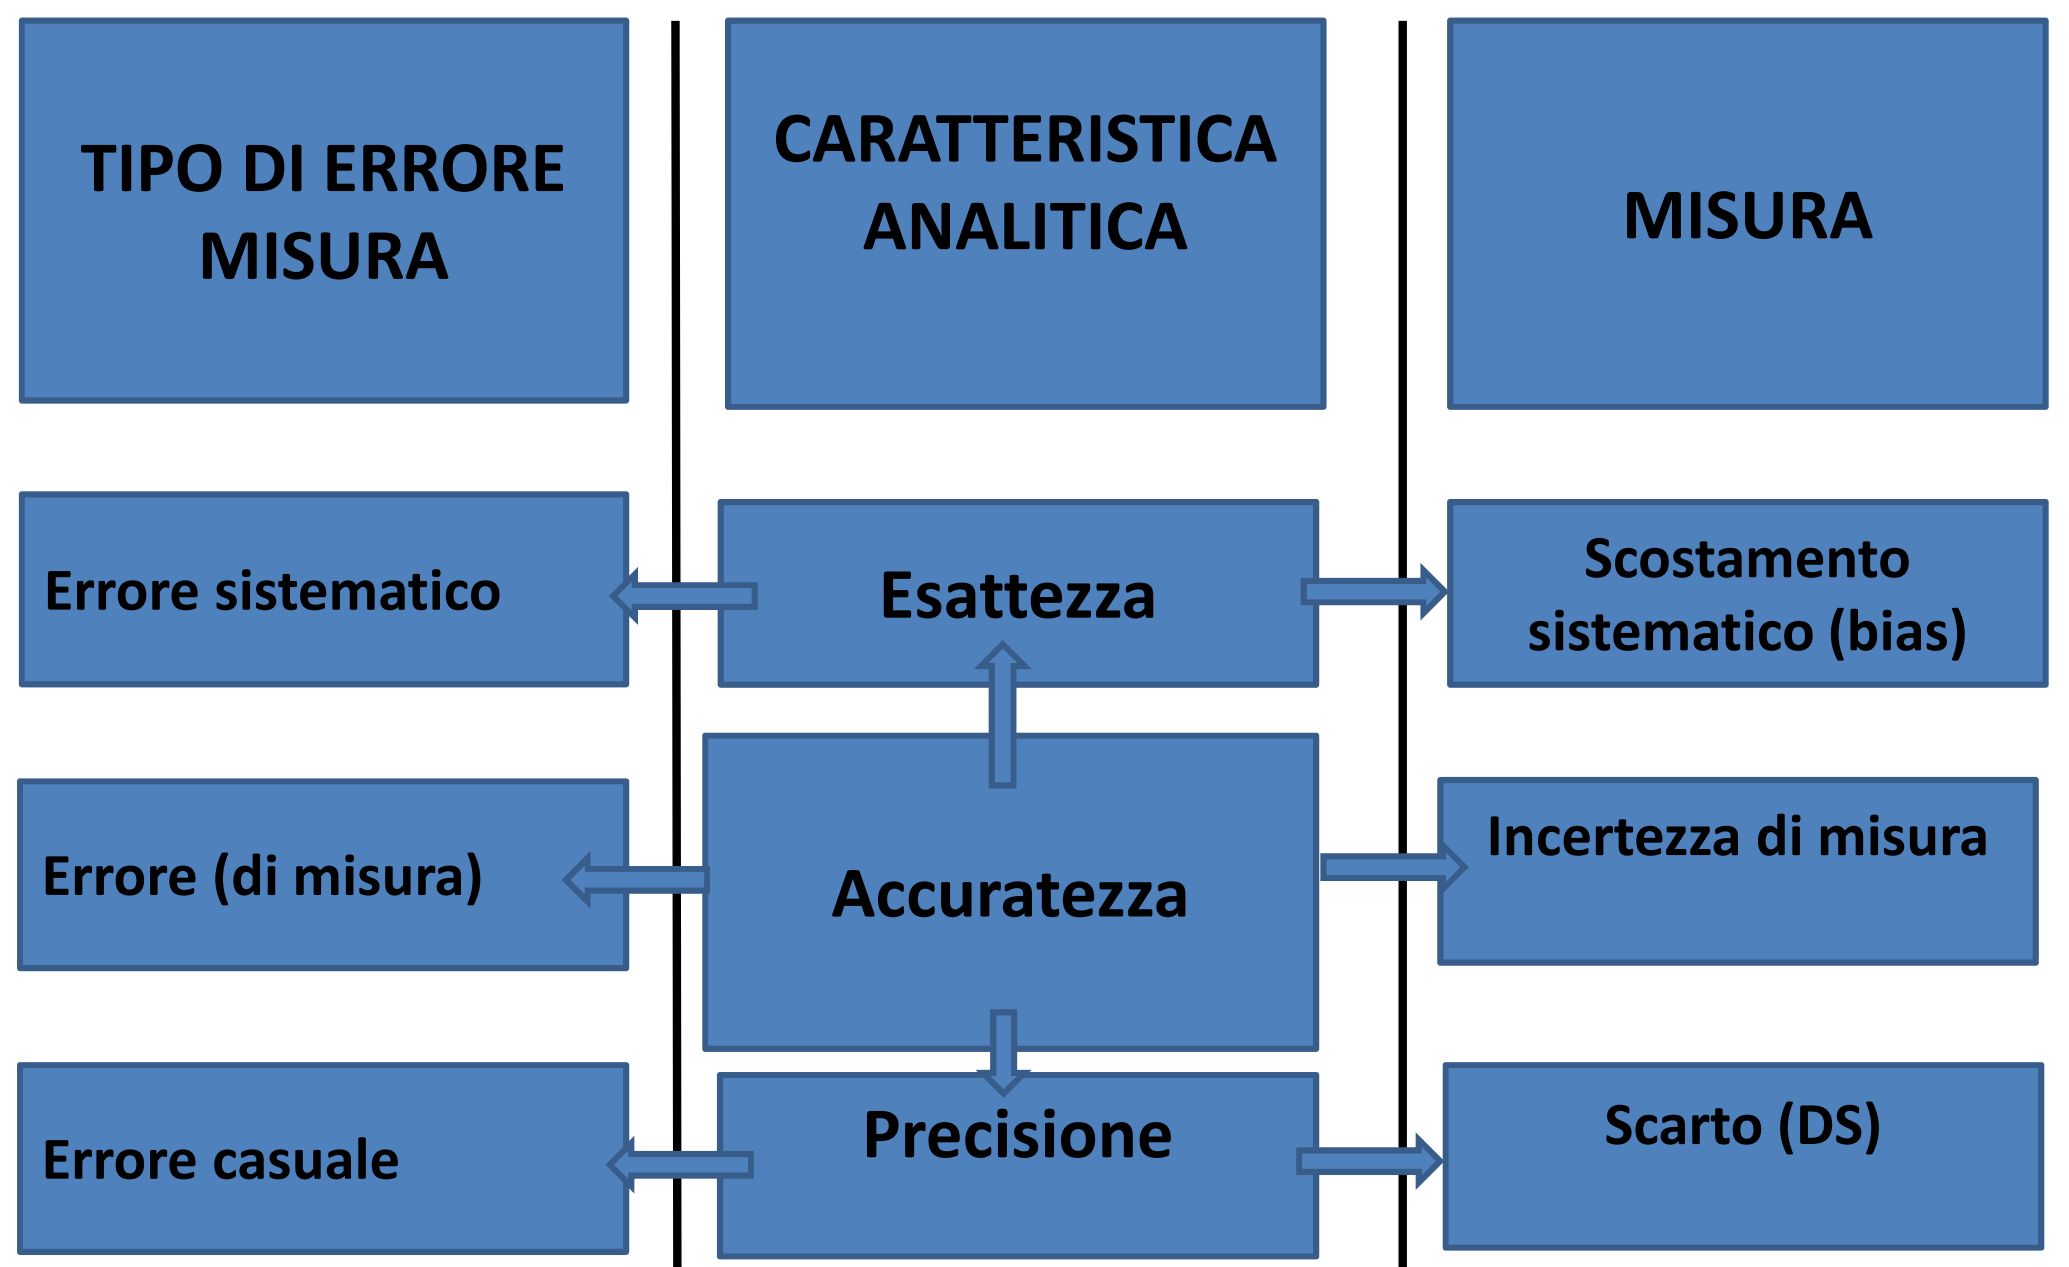 TIPO DI ERRORE
MISURA
CARATTERISTICA
ANALITICA
MISURA
Errore sistematico
Esattezza
Scostamento
sistematico (bias)
Errore (di misura)
Accuratezza
Incertezza di misura
Errore casuale
Precisione
Scarto (DS)